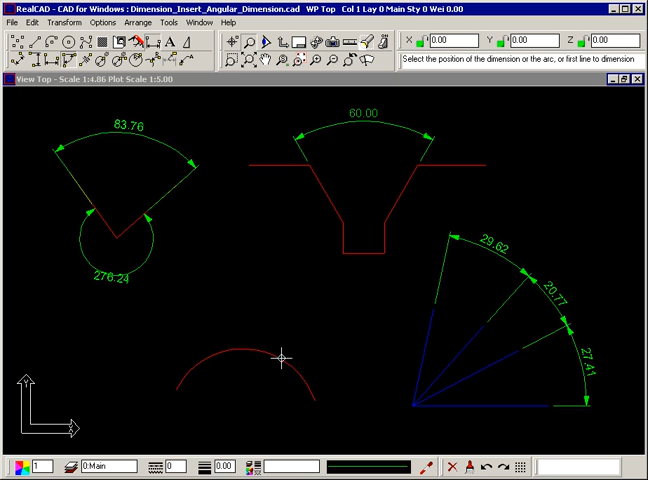 RealCAD - CAD for Windows : Dimension_Insert_Angular_Dimension.cad WP Top Col 1 Lay 0 Main Sty 0 Wei 0.00
File Edit Transform Options Arrange Tools Window Help
X 0.00 Y 0.00 Z 0.00
Select the position of the dimension or the arc, or first line to dimension
View Top - Scale 1:4.86 Plot Scale 1:5.00
83.76
60.00
276.24
29.62
20.77
27.41
Y
X
1 0:Main 0 0.00